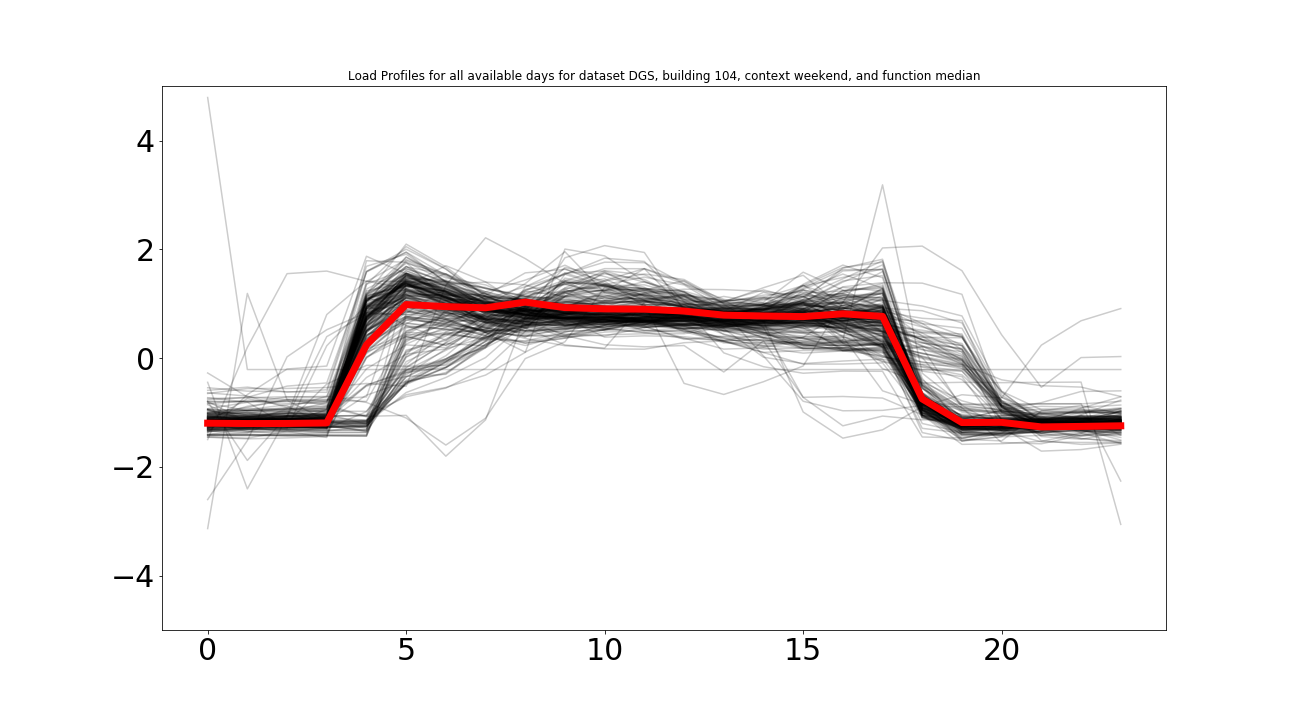 Load Profiles for all available days for dataset DGS, building 104, context weekend, and function median
4
2
0
−2
−4
0 5 10 15 20